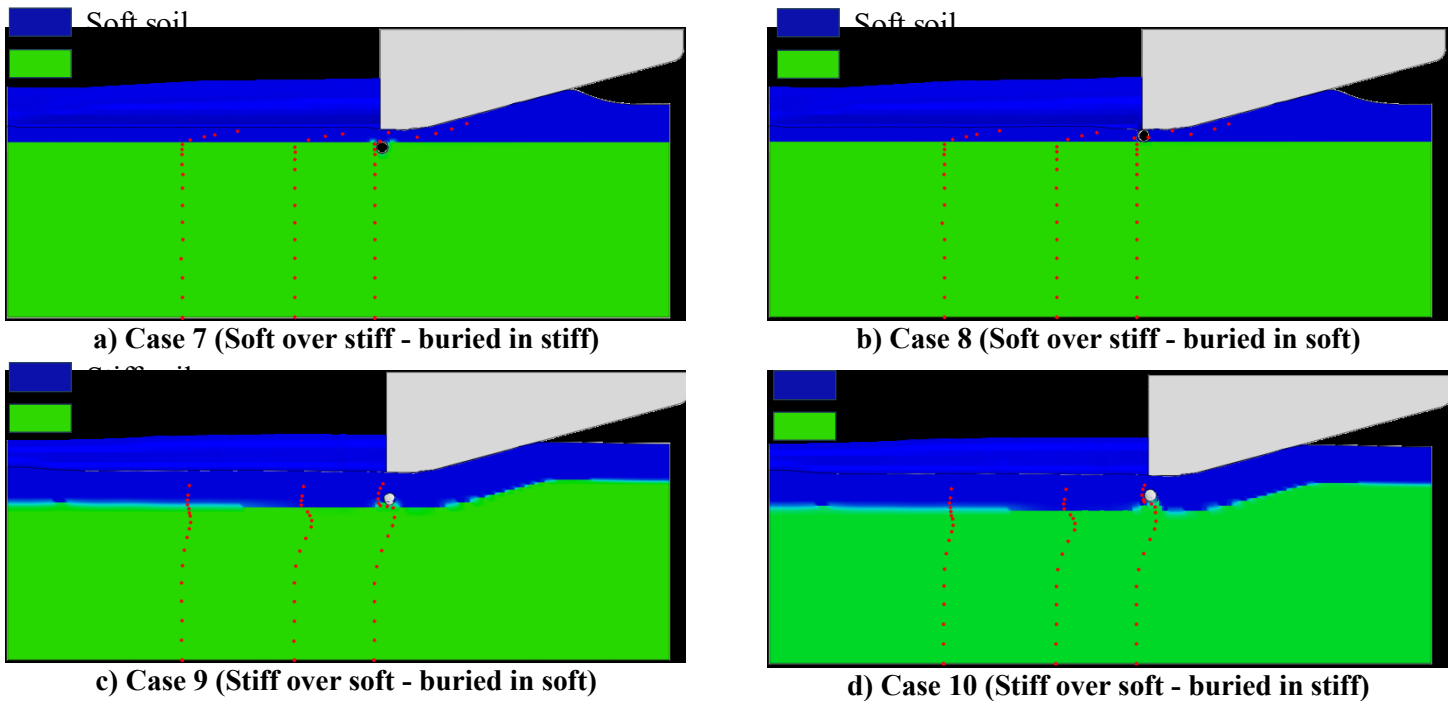 Soft soil
Soft soil
a) Case 7 (Soft over stiff - buried in stiff)
b) Case 8 (Soft over stiff - buried in soft)
c) Case 9 (Stiff over soft - buried in soft)
d) Case 10 (Stiff over soft - buried in stiff)